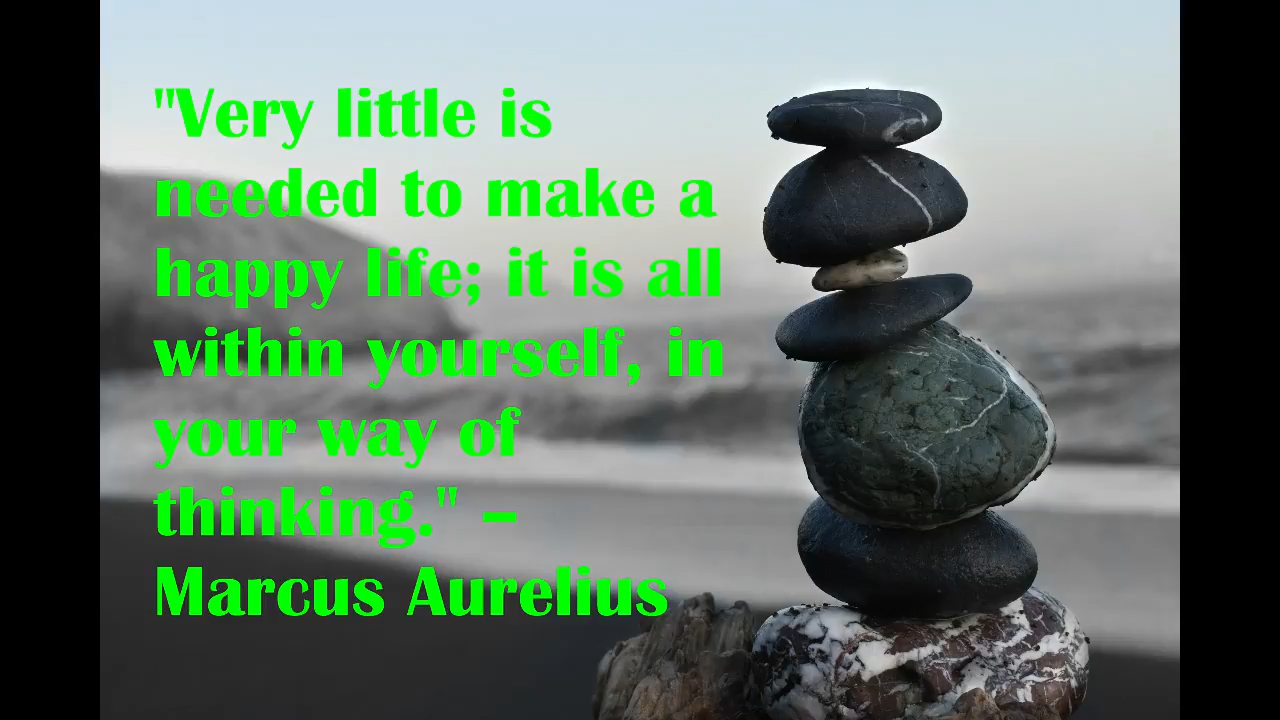 "Very little is
needed to make a
happy life; it is all
within yourself, in
your way of
thinking." –
Marcus Aurelius